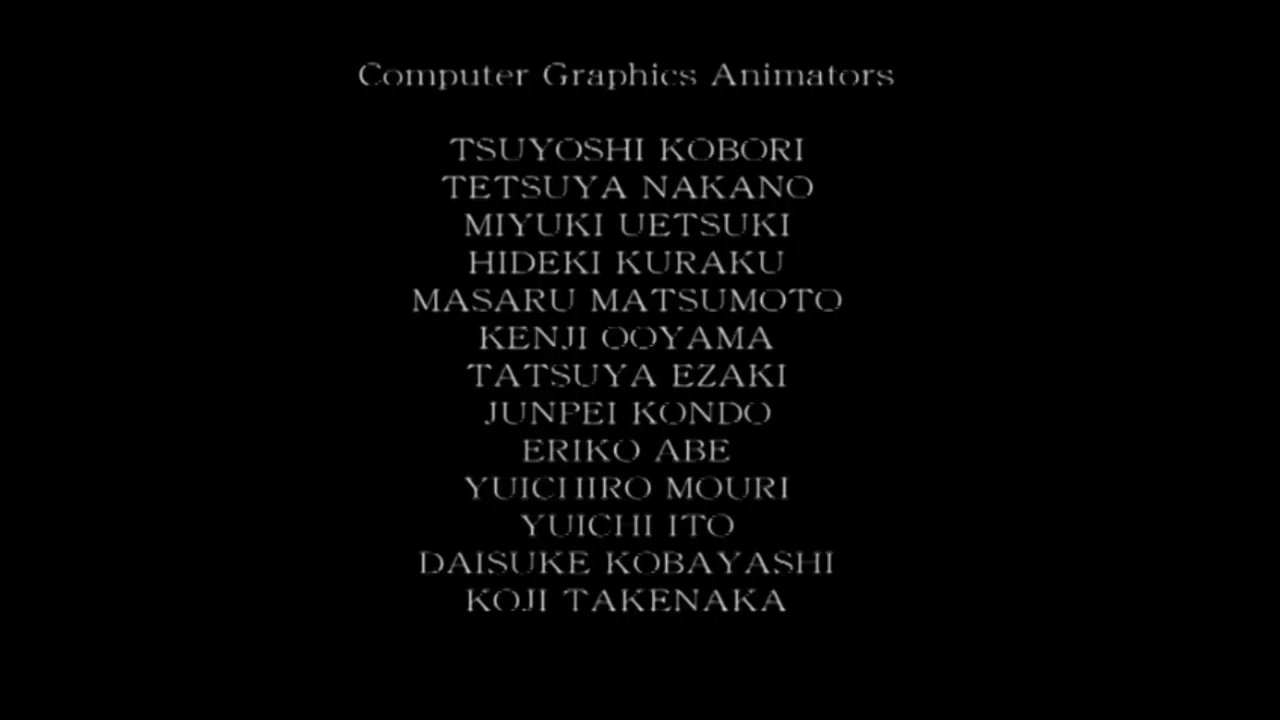 Computer Graphics Animators
TSUYOSHI KOBORI
TETSUYA NAKANO
MIYUKI UETSUKI
HIDEKI KURAKU
MASARU MATSUMOTO
KENJI OOYAMA
TATSUYA EZAKI
JUNPEI KONDO
ERIKO ABE
YUICHIRO MOURI
YUICHI ITO
DAISUKE KOBAYASHI
KOJI TAKENAKA